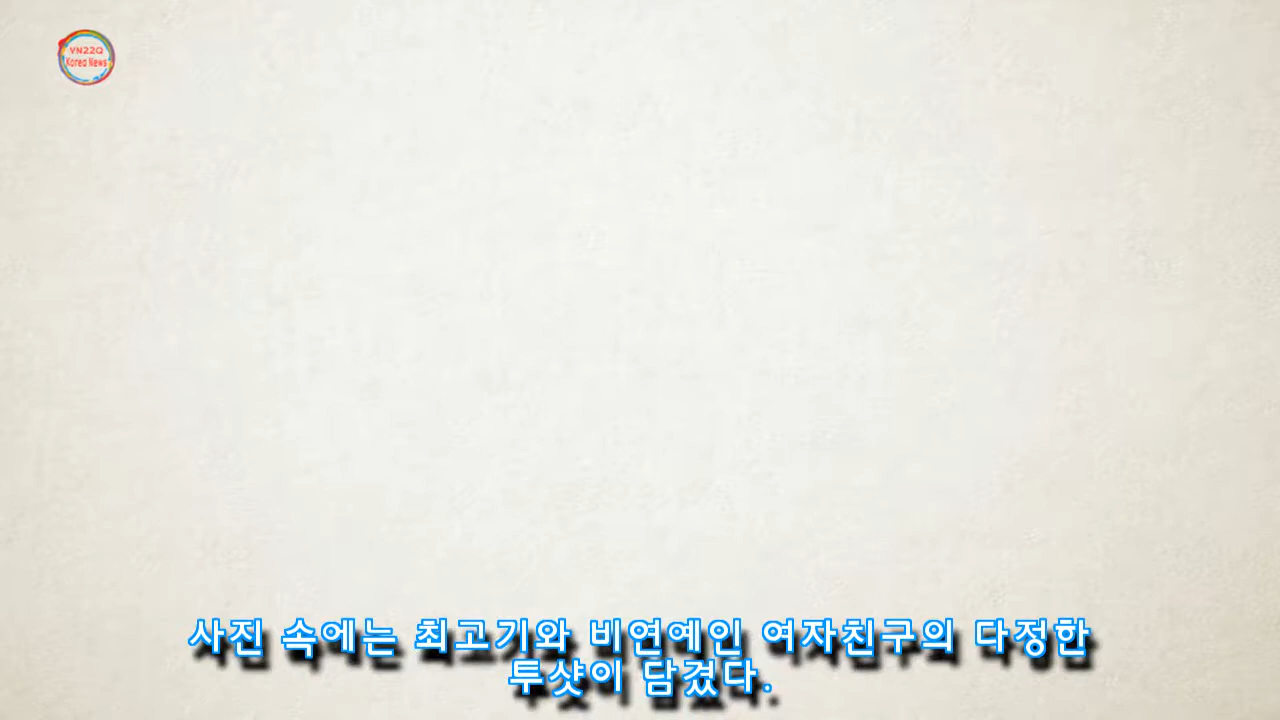 YN22Q
Korea News
사진 속에는 최고기와 비연예인 여자친구의 다정한
투샷이 담겼다.